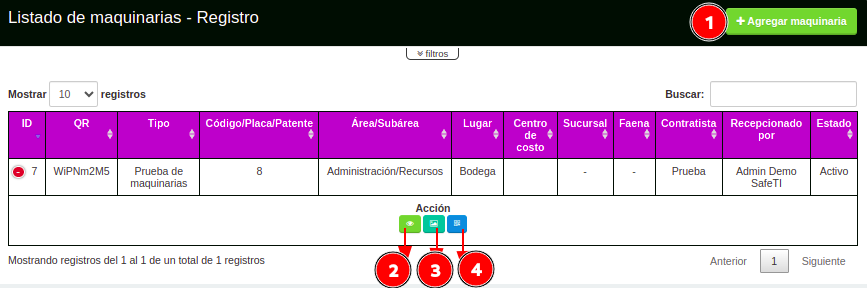 Listado de maquinarias - Registro
1
Agregar maquinaria
filtros
Mostrar 10 registros
Buscar:
ID QR Tipo Código/Placa/Patente Área/Subárea Lugar Centro de costo Sucursal Faena Contratista Recepcionado por Estado
7 WiPNm2M5 Prueba de maquinarias 8 Administración/Recursos Bodega - - Prueba Admin Demo SafeTI Activo
Acción
2 3 4
Mostrando registros del 1 al 1 de un total de 1 registros
Anterior 1 Siguiente